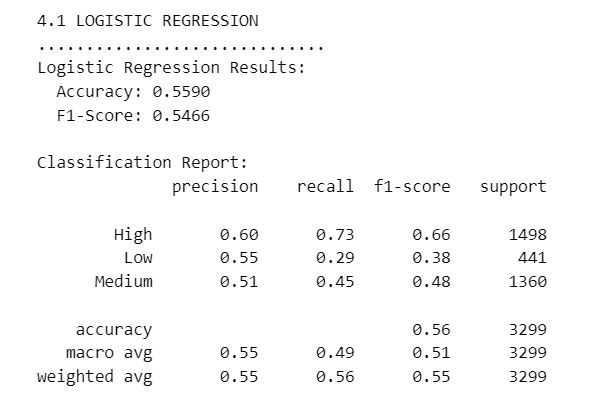 4.1 LOGISTIC REGRESSION
..............................
Logistic Regression Results:
Accuracy: 0.5590
F1-Score: 0.5466
Classification Report:
precision recall f1-score support
High 0.60 0.73 0.66 1498
Low 0.55 0.29 0.38 441
Medium 0.51 0.45 0.48 1360
accuracy 0.56 3299
macro avg 0.55 0.49 0.51 3299
weighted avg 0.55 0.56 0.55 3299